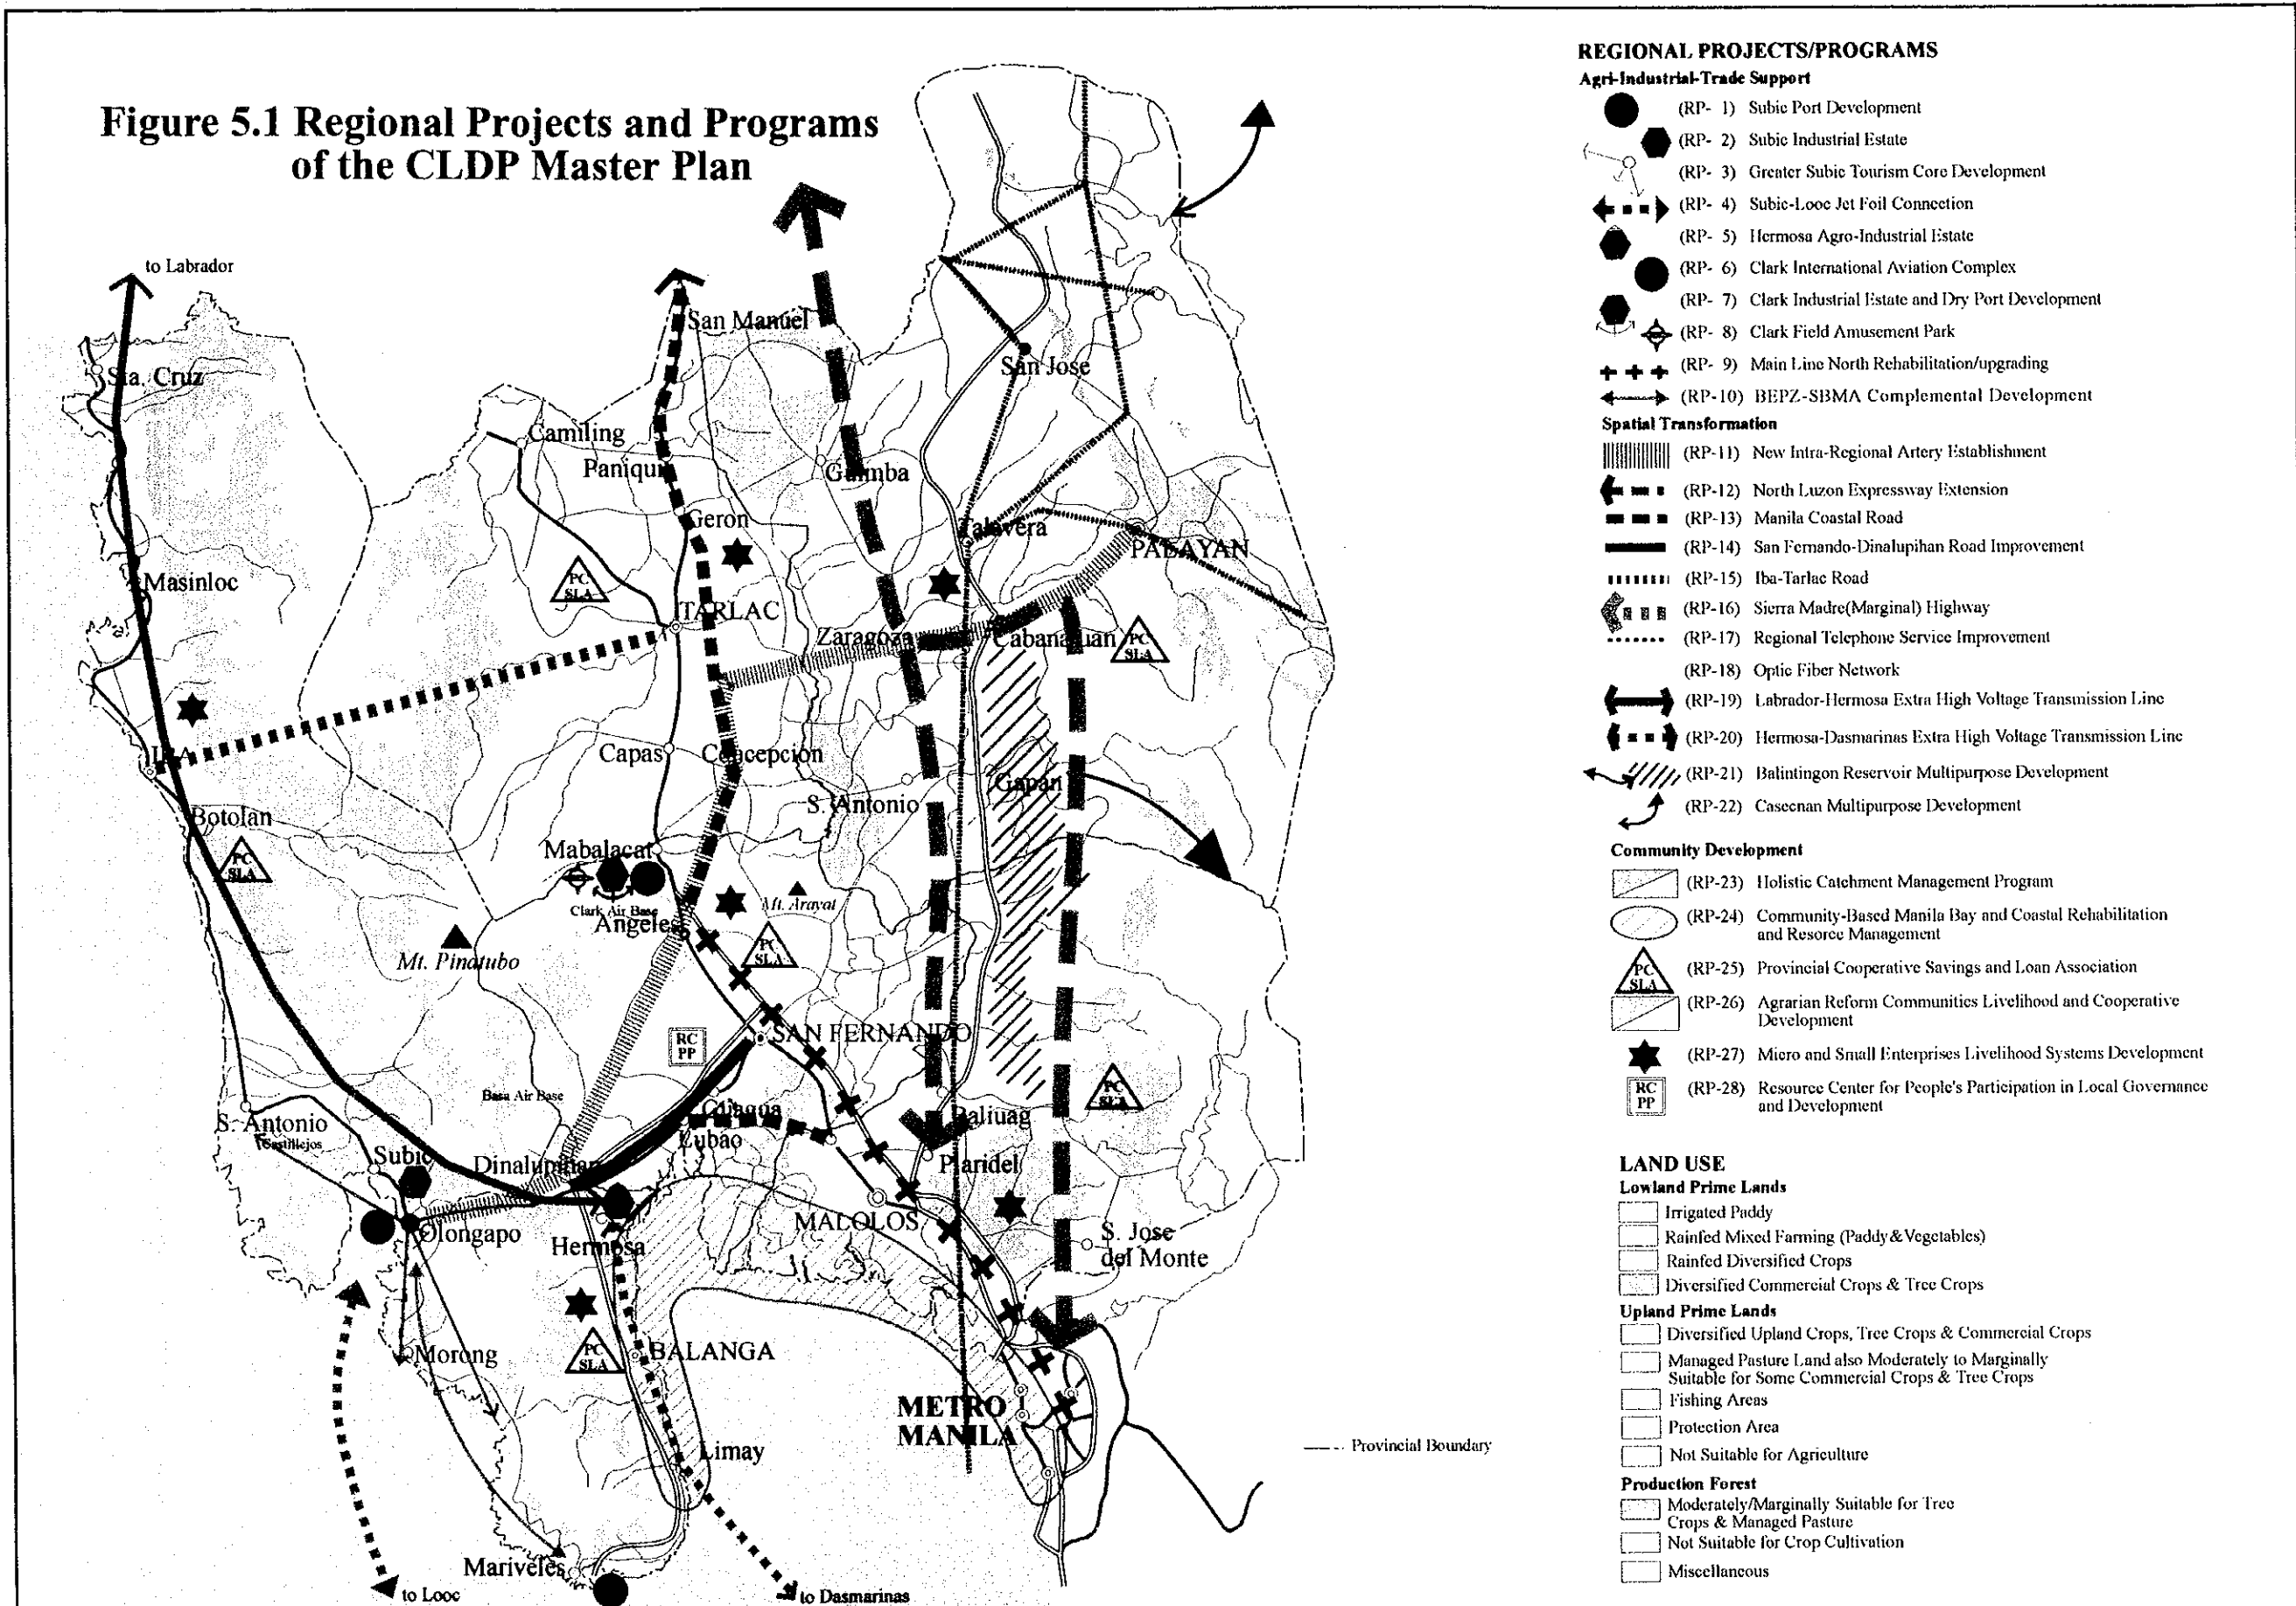 Figure 5.1 Regional Projects and Programs
of the CLDP Master Plan
to Labrador
San Manuel
Sta. Cruz
San Jose
Camiling
Paniqui
Guimba
Geron
Talavera
PALAYAN
PC
SLA
Masinloc
TARLAC
Zaragoza
Cabanatuan
PC
SLA
IBA
Capas
Concepcion
Gapan
S. Antonio
Botolan
PC
SLA
Mabalacat
Clark Air Base
Angeles
Mt. Arayat
PC
SLA
Mt. Pinatubo
RC
PP
SAN FERNANDO
Basa Air Base
Guagua
Lubao
Baliuag
PC
SLA
S. Antonio
Castillejos
Subic
Dinalupihan
Plaridel
Olongapo
Hermosa
MALOLOS
S. Jose
del Monte
Morong
PC
SLA
BALANGA
METRO
MANILA
Limay
Mariveles
to Looc
to Dasmarinas
Provincial Boundary
REGIONAL PROJECTS/PROGRAMS
Agri-Industrial-Trade Support
(RP- 1) Subic Port Development
(RP- 2) Subic Industrial Estate
(RP- 3) Greater Subic Tourism Core Development
(RP- 4) Subic-Looc Jet Foil Connection
(RP- 5) Hermosa Agro-Industrial Estate
(RP- 6) Clark International Aviation Complex
(RP- 7) Clark Industrial Estate and Dry Port Development
(RP- 8) Clark Field Amusement Park
(RP- 9) Main Line North Rehabilitation/upgrading
(RP-10) BEPZ-SBMA Complemental Development
Spatial Transformation
(RP-11) New Intra-Regional Artery Establishment
(RP-12) North Luzon Expressway Extension
(RP-13) Manila Coastal Road
(RP-14) San Fernando-Dinalupihan Road Improvement
(RP-15) Iba-Tarlac Road
(RP-16) Sierra Madre(Marginal) Highway
(RP-17) Regional Telephone Service Improvement
(RP-18) Optic Fiber Network
(RP-19) Labrador-Hermosa Extra High Voltage Transmission Line
(RP-20) Hermosa-Dasmarinas Extra High Voltage Transmission Line
(RP-21) Balintingon Reservoir Multipurpose Development
(RP-22) Casecnan Multipurpose Development
Community Development
(RP-23) Holistic Catchment Management Program
(RP-24) Community-Based Manila Bay and Coastal Rehabilitation
and Resorce Management
PC
SLA
(RP-25) Provincial Cooperative Savings and Loan Association
(RP-26) Agrarian Reform Communities Livelihood and Cooperative
Development
(RP-27) Micro and Small Enterprises Livelihood Systems Development
RC
PP
(RP-28) Resource Center for People's Participation in Local Governance
and Development
LAND USE
Lowland Prime Lands
Irrigated Paddy
Rainfed Mixed Farming (Paddy&Vegetables)
Rainfed Diversified Crops
Diversified Commercial Crops & Tree Crops
Upland Prime Lands
Diversified Upland Crops, Tree Crops & Commercial Crops
Managed Pasture Land also Moderately to Marginally
Suitable for Some Commercial Crops & Tree Crops
Fishing Areas
Protection Area
Not Suitable for Agriculture
Production Forest
Moderately/Marginally Suitable for Tree
Crops & Managed Pasture
Not Suitable for Crop Cultivation
Miscellaneous